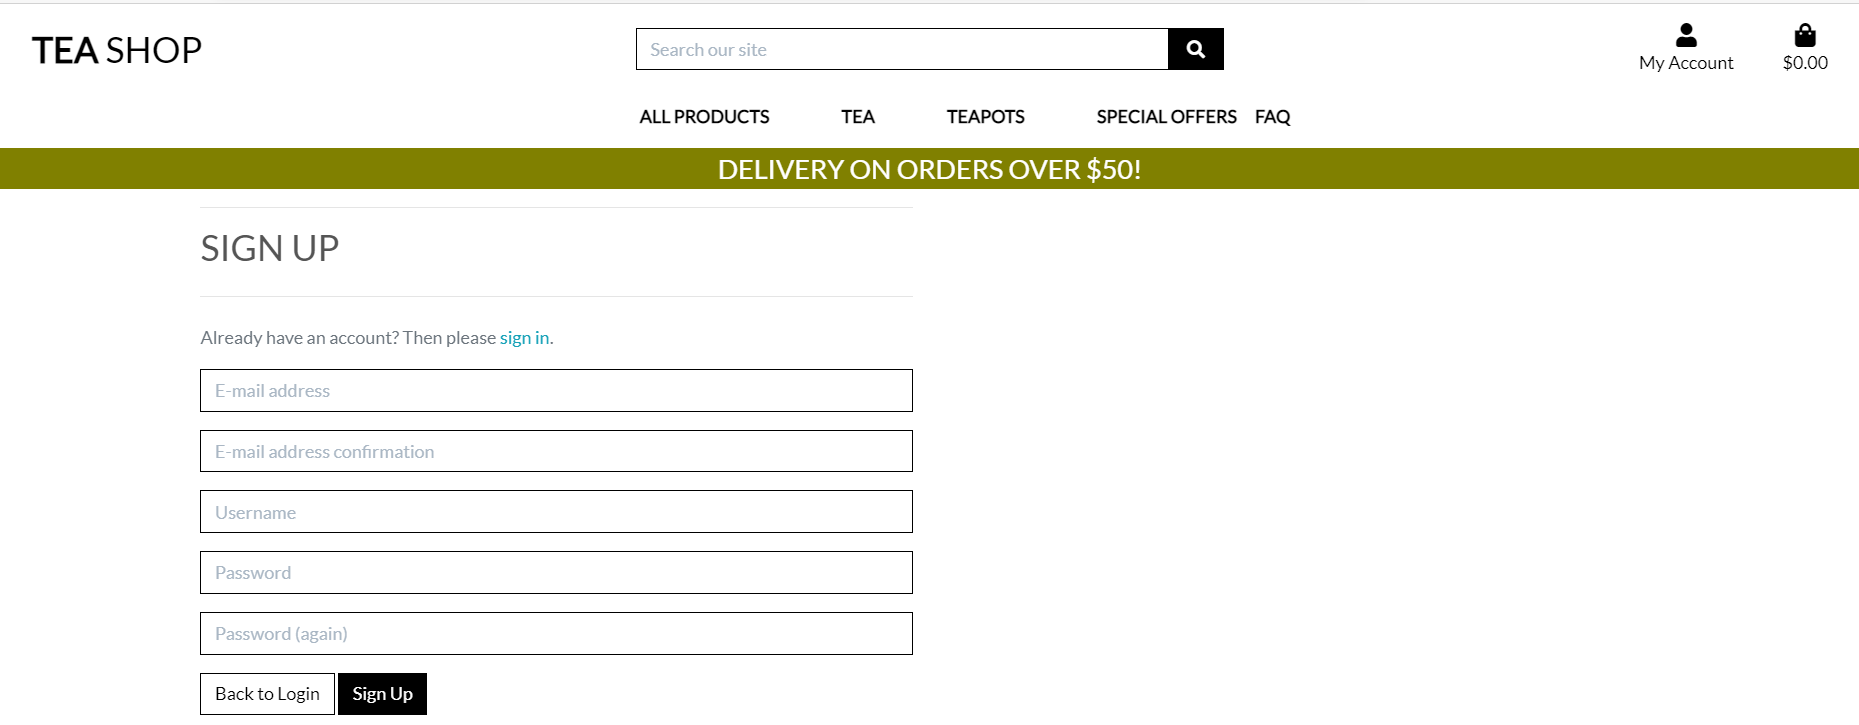 TEA SHOP
Search our site
My Account
$0.00
ALL PRODUCTS TEA TEAPOTS SPECIAL OFFERS FAQ
DELIVERY ON ORDERS OVER $50!
SIGN UP
Already have an account? Then please sign in.
E-mail address
E-mail address confirmation
Username
Password
Password (again)
Back to Login Sign Up